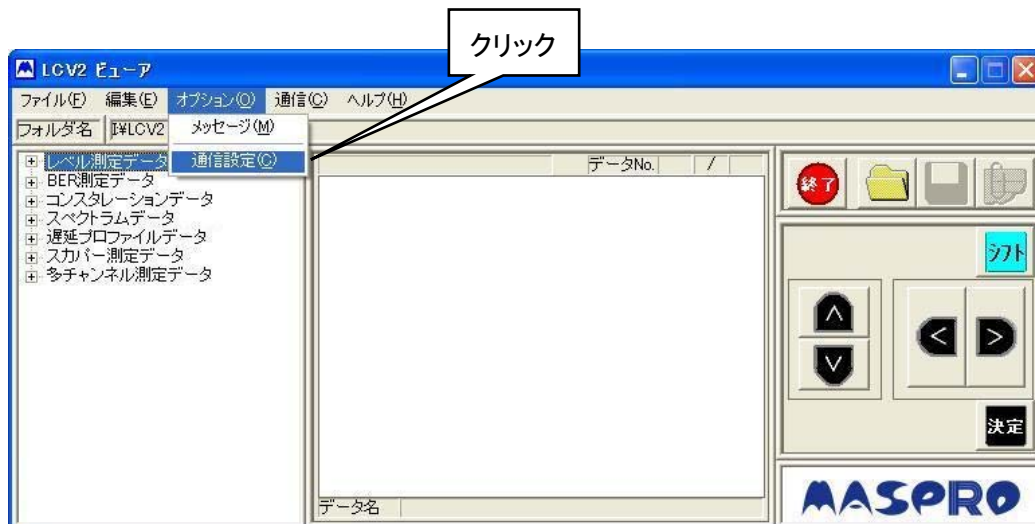 クリック
LCV2 ビューア
ファイル(F) 編集(E) オプション(O) 通信(C) ヘルプ(H)
フォルダ名 I¥LCV2 メッセージ(M)
通信設定(C)
レベル測定データ
BER測定データ
コンスタレーションデータ
スペクトラムデータ
遅延プロファイルデータ
スカパー測定データ
多チャンネル測定データ
データNo. /
データ名
終了
シフト
決定
MASPRO